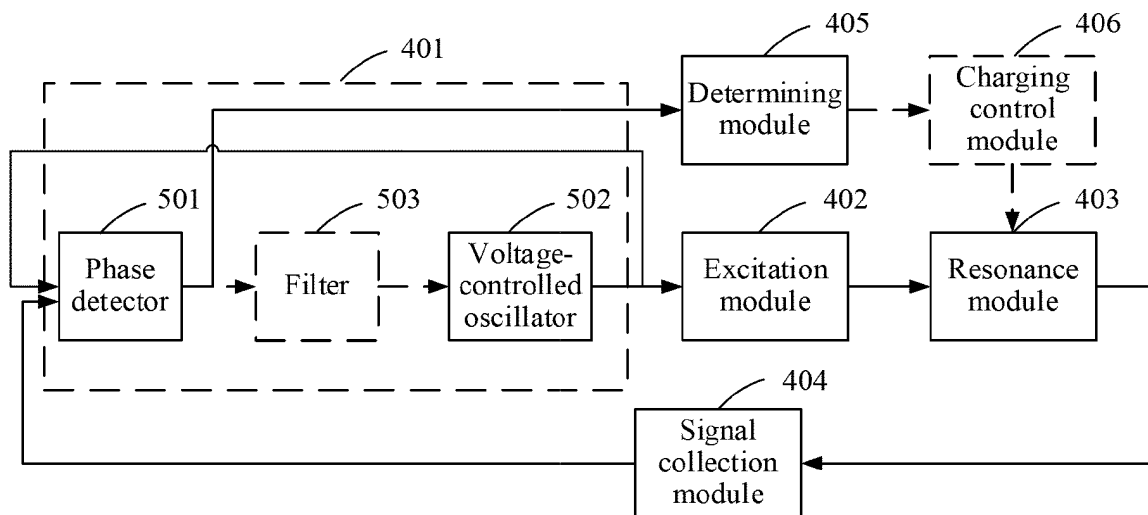 401
405
406
Determining
module
Charging
control
module
501
503
502
402
403
Phase
detector
Filter
Voltage-
controlled
oscillator
Excitation
module
Resonance
module
404
Signal
collection
module